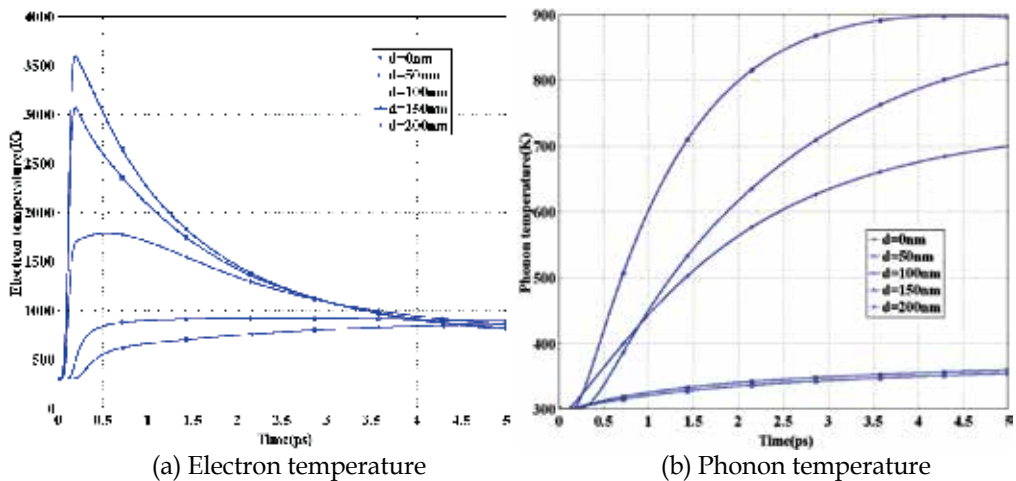 4000
3500
3000
2500
2000
1500
1000
500
0
Electron temperature(K)
d=0nm
d=50nm
d=100nm
d=150nm
d=200nm
0 0.5 1 1.5 2 2.5 3 3.5 4 4.5 5
Time(ps)
(a) Electron temperature
900
800
700
600
500
400
300
Phonon temperature(K)
d=0nm
d=50nm
d=100nm
d=150nm
d=200nm
0 0.5 1 1.5 2 2.5 3 3.5 4 4.5 5
Time(ps)
(b) Phonon temperature